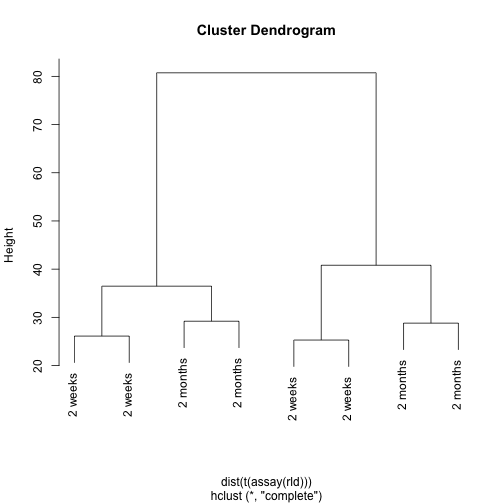 Cluster Dendrogram
Height
80
70
60
50
40
30
20
2 weeks
2 weeks
2 months
2 months
2 weeks
2 weeks
2 months
2 months
dist(t(assay(rld)))
hclust (*, "complete")